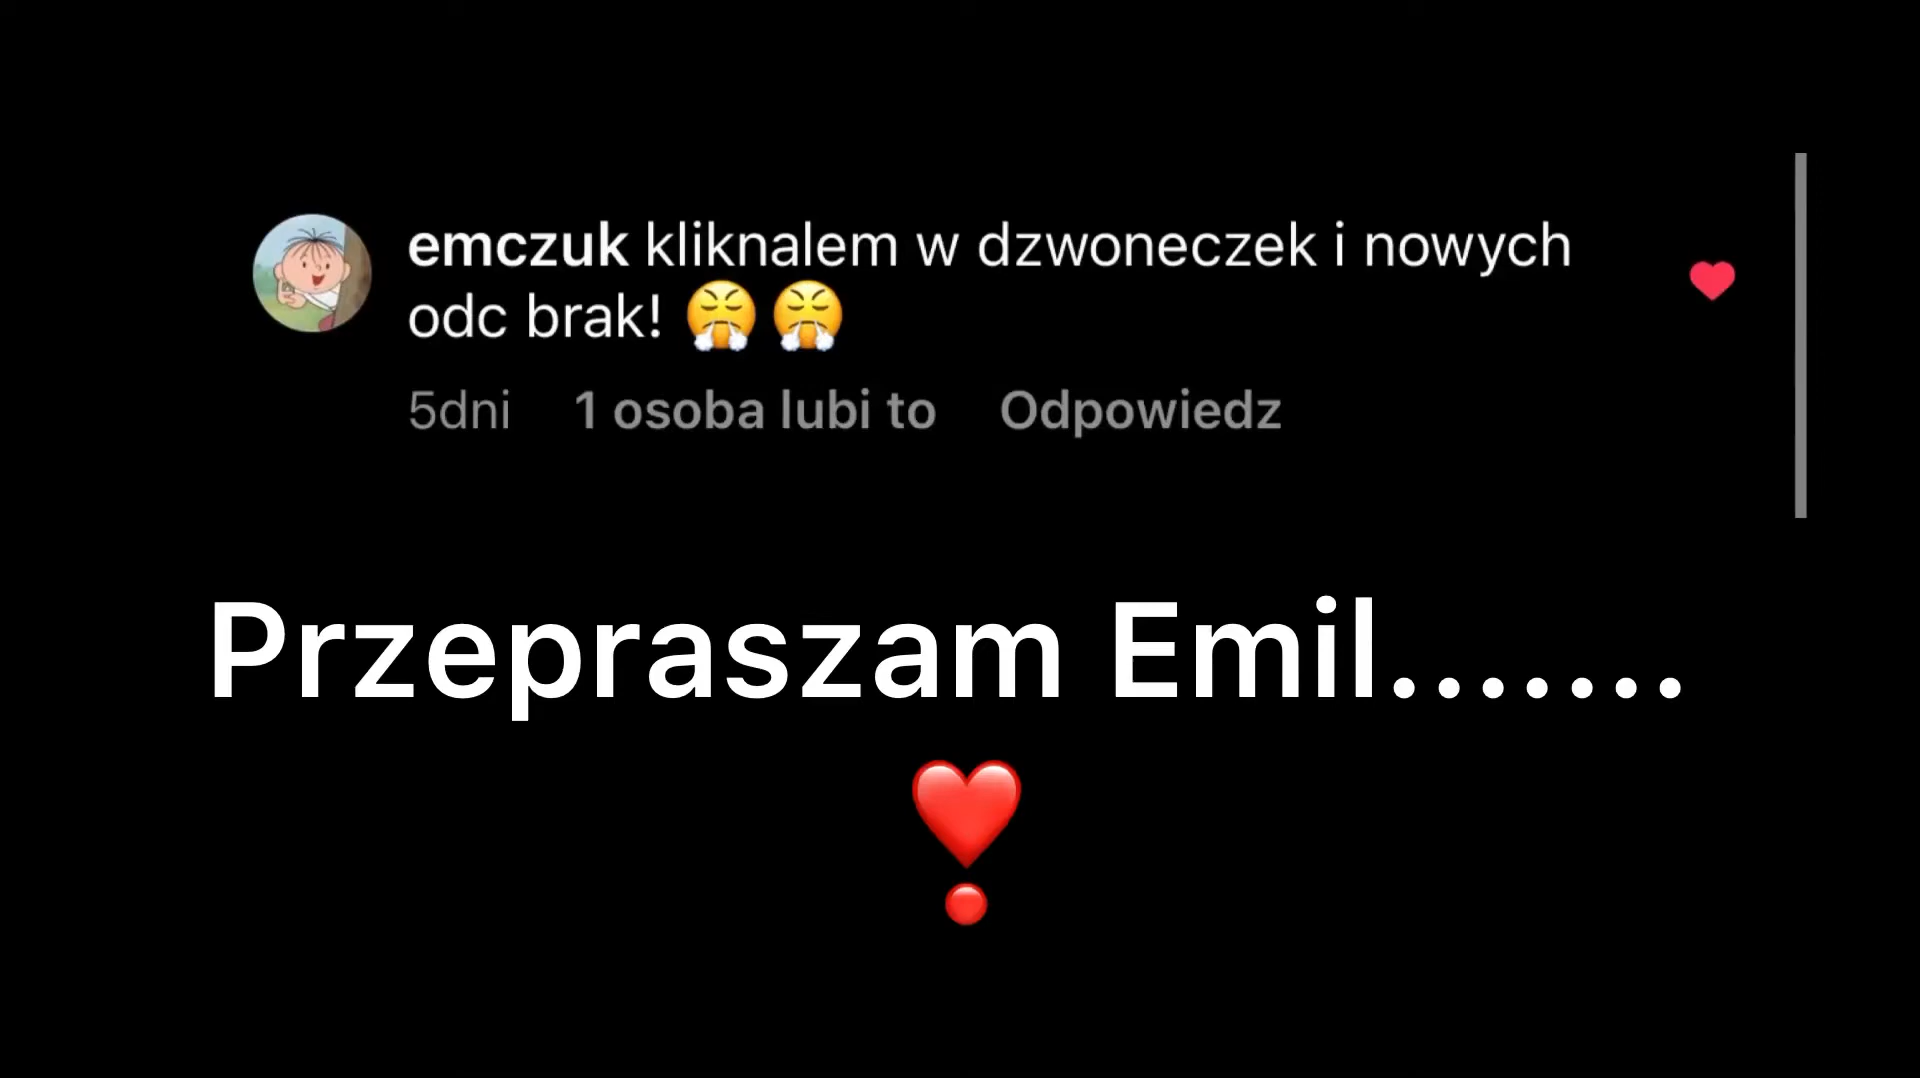 emczuk kliknalem w dzwoneczek i nowych
odc brak! 😤😤
5dni 1 osoba lubi to Odpowiedz
Przepraszam Emil.......
❣️